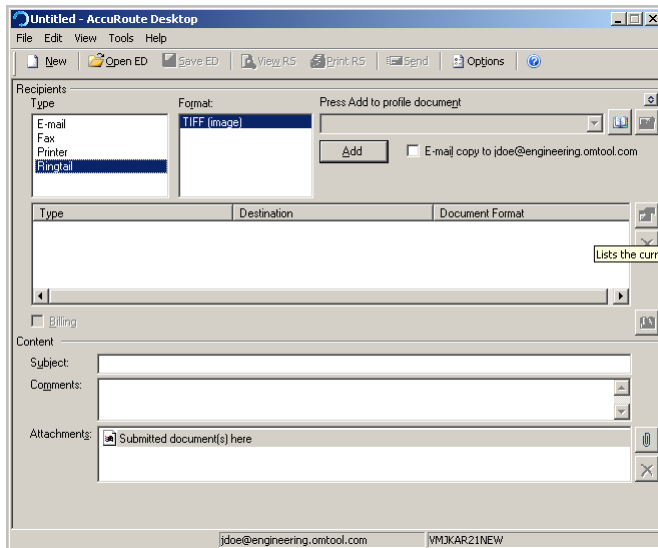 Untitled - AccuRoute Desktop
File Edit View Tools Help
New Open ED Save ED View RS Print RS Send Options
Recipients
Type Format: Press Add to profile document
E-mail TIFF (image)
Fax
Printer Add E-mail copy to jdoe@engineering.omtool.com
Ringtail
Type Destination Document Format
Lists the curr
Billing
Content
Subject:
Comments:
Attachments: Submitted document(s) here
jdoe@engineering.omtool.com VMJKAR21NEW